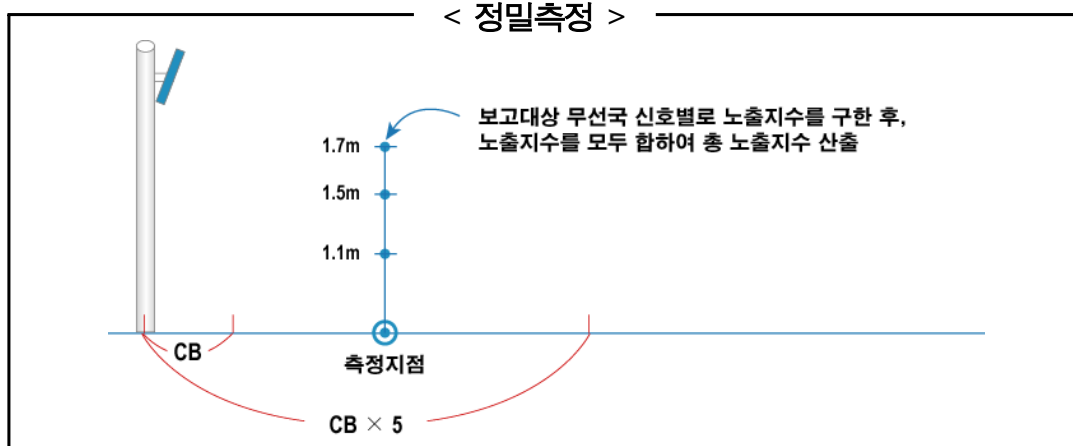 < 정밀측정 >
보고대상 무선국 신호별로 노출지수를 구한 후,
노출지수를 모두 합하여 총 노출지수 산출
1.7m
1.5m
1.1m
CB
측정지점
CB × 5